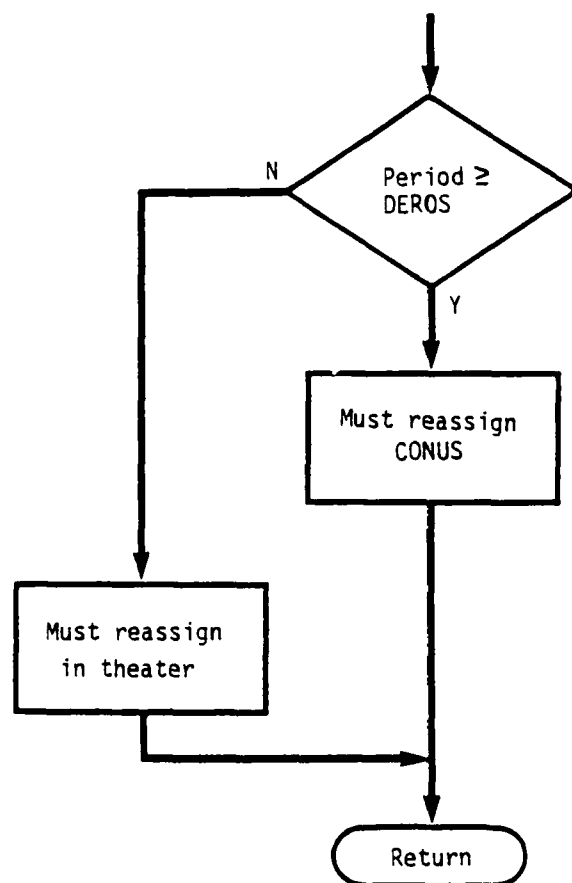 N
Period ≥
DEROS
Y
Must reassign
CONUS
Must reassign
in theater
Return